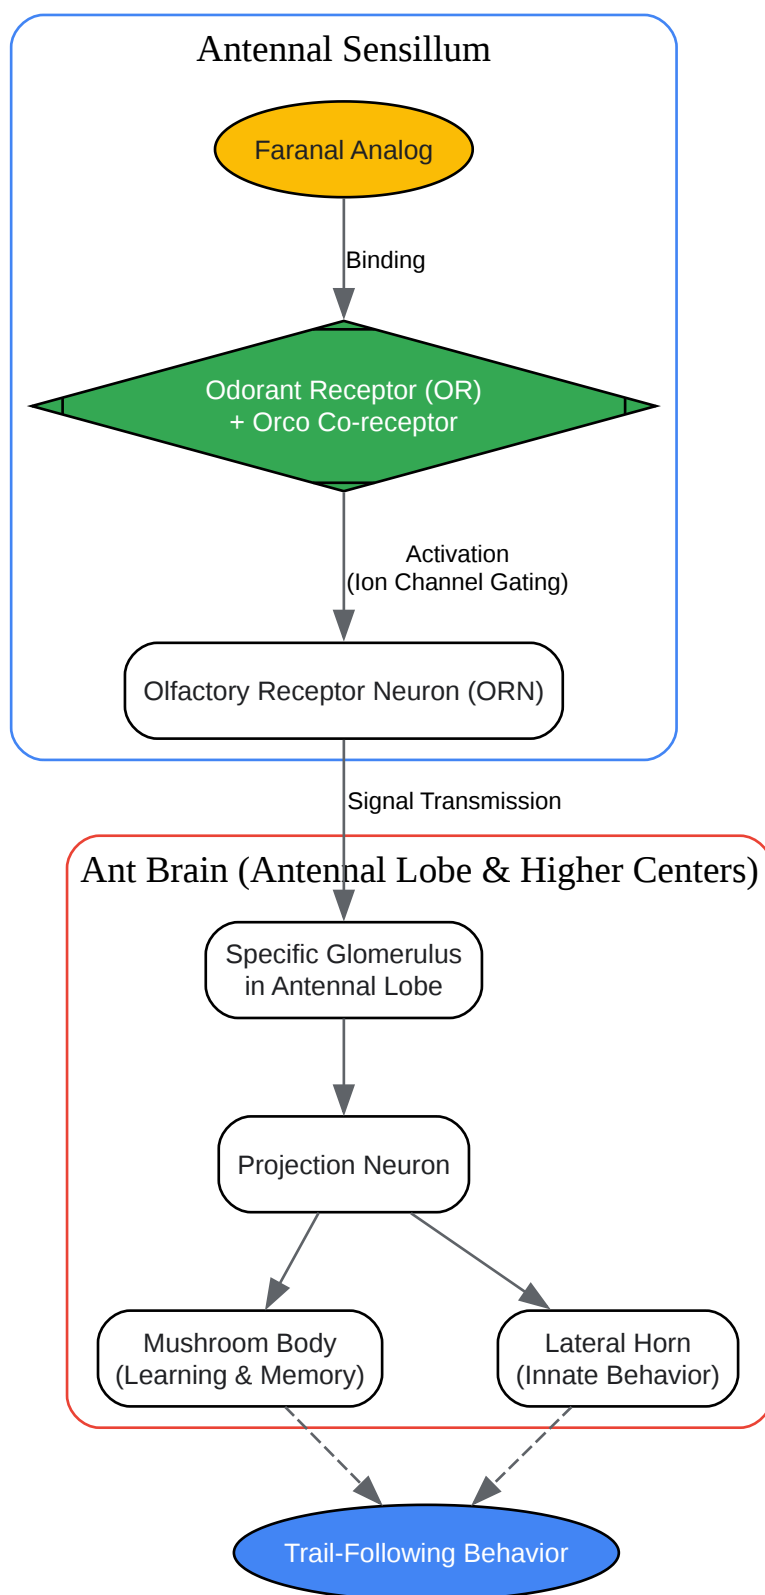 Antennal Sensillum
Faranal Analog
Binding
Odorant Receptor (OR)
+ Orco Co-receptor
Activation
(Ion Channel Gating)
Olfactory Receptor Neuron (ORN)
Signal Transmission
Ant Brain (Antennal Lobe & Higher Centers)
Specific Glomerulus
in Antennal Lobe
Projection Neuron
Mushroom Body
(Learning & Memory)
Lateral Horn
(Innate Behavior)
Trail-Following Behavior